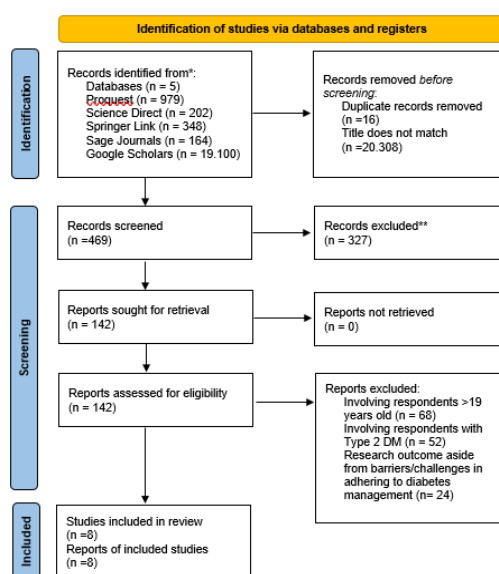 Identification of studies via databases and registers
Identification
Records identified from*:
Databases (n = 5)
Proquest (n = 979)
Science Direct (n = 202)
Springer Link (n = 348)
Sage Journals (n = 164)
Google Scholars (n = 19.100)
Records removed before
screening:
Duplicate records removed
(n =16)
Title does not match
(n =20.308)
Screening
Records screened
(n =469)
Records excluded**
(n = 327)
Reports sought for retrieval
(n = 142)
Reports not retrieved
(n = 0)
Reports assessed for eligibility
(n = 142)
Reports excluded:
Involving respondents >19
years old (n = 68)
Involving respondents with
Type 2 DM (n = 52)
Research outcome aside
from barriers/challenges in
adhering to diabetes
management (n= 24)
Included
Studies included in review
(n =8)
Reports of included studies
(n =8)